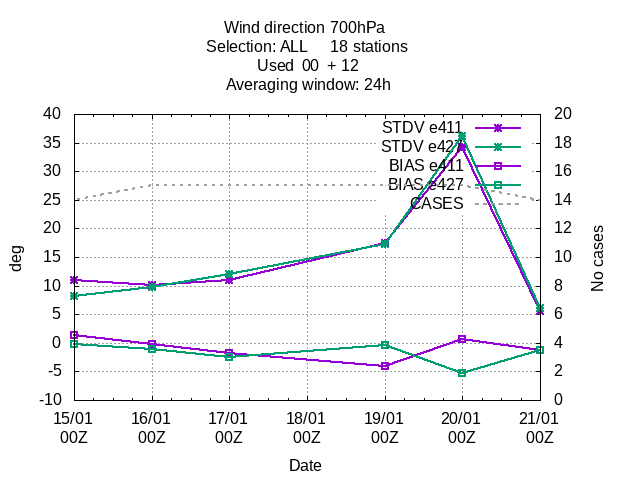 Wind direction 700hPa
Selection: ALL     18 stations
Used  00  + 12
Averaging window: 24h
40 20
35 STDV e411 18
STDV e427
30 BIAS e411 16
25 BIAS e427 14
CASES
20 12
15 10
10 8
5 6
0 4
-5 2
-10 0
deg
No cases
15/01 16/01 17/01 18/01 19/01 20/01 21/01
00Z 00Z 00Z 00Z 00Z 00Z 00Z
Date